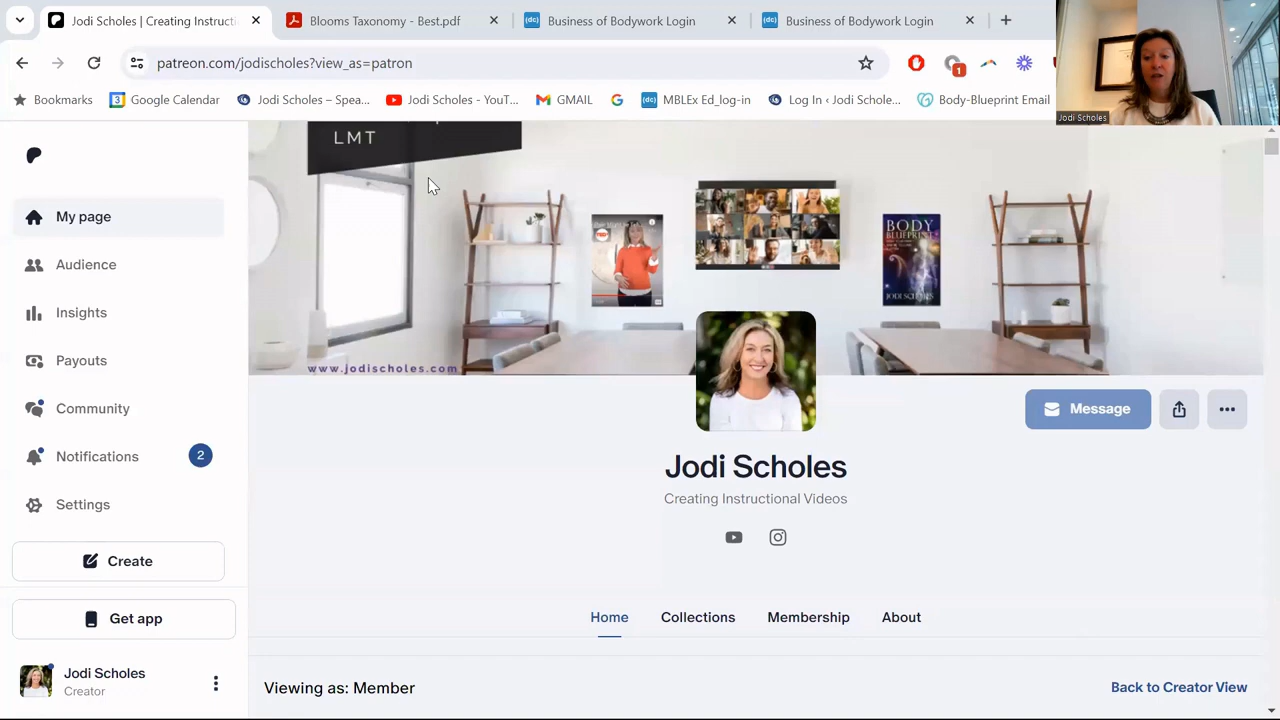 Jodi Scholes | Creating Instructi
Blooms Taxonomy - Best.pdf
Business of Bodywork Login
Business of Bodywork Login
patreon.com/jodischoles?view_as=patron
1
Bookmarks
Google Calendar
Jodi Scholes – Spea...
Jodi Scholes - YouT...
GMAIL
MBLEx Ed_log-in
Log In ‹ Jodi Schole...
Body-Blueprint Email
Jodi Scholes
LMT
BODY
BLUEPRINT
JODI SCHOLES
www.jodischoles.com
My page
Audience
Insights
Payouts
Community
Notifications
2
Settings
Create
Get app
Jodi Scholes
Creator
Message
Jodi Scholes
Creating Instructional Videos
Home
Collections
Membership
About
Viewing as: Member
Back to Creator View